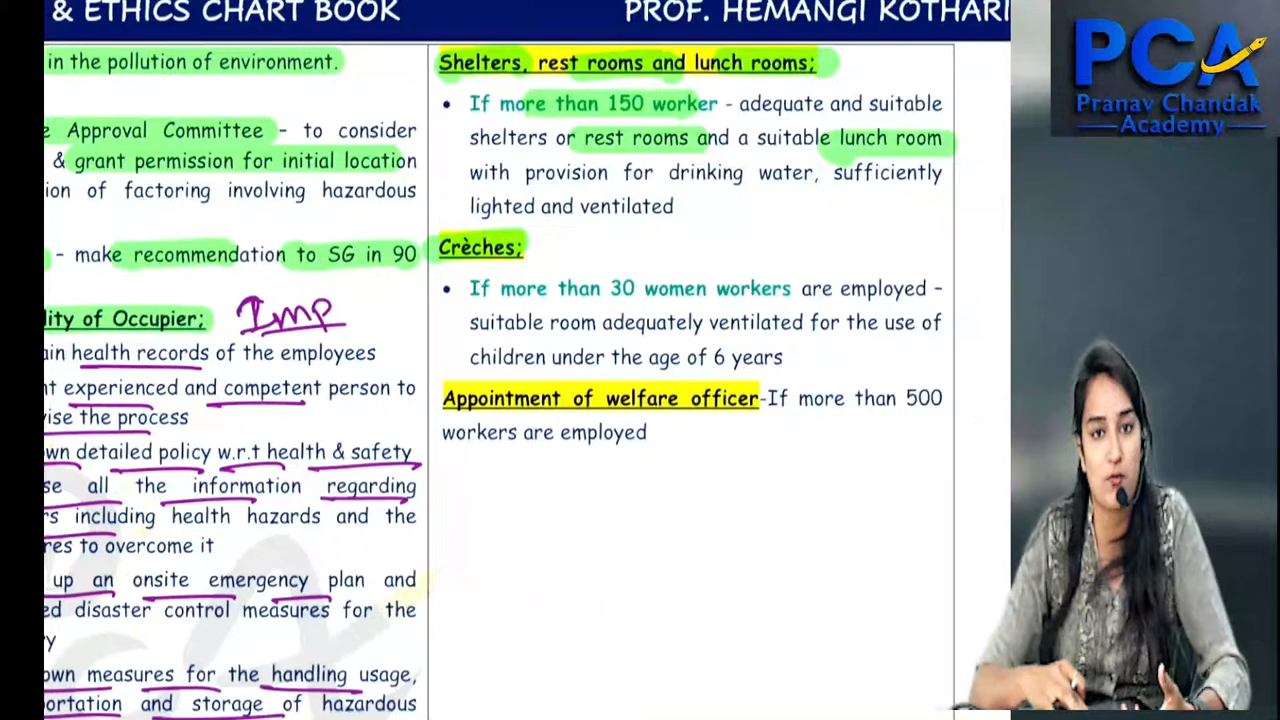 & ETHICS CHART BOOK
PROF. HEMANGI KOTHARI
in the pollution of environment.
Approval Committee - to consider
& grant permission for initial location
ion of factoring involving hazardous
- make recommendation to SG in 90
lity of Occupier;
Imp
ain health records of the employees
nt experienced and competent person to
vise the process
own detailed policy w.r.t health & safety
se all the information regarding
rs including health hazards and the
res to overcome it
up an onsite emergency plan and
ed disaster control measures for the
ry
own measures for the handling usage,
portation and storage of hazardous
Shelters, rest rooms and lunch rooms;
• If more than 150 worker - adequate and suitable
shelters or rest rooms and a suitable lunch room
with provision for drinking water, sufficiently
lighted and ventilated
Crèches;
• If more than 30 women workers are employed -
suitable room adequately ventilated for the use of
children under the age of 6 years
Appointment of welfare officer-If more than 500
workers are employed
PCA
Pranav Chandak
Academy